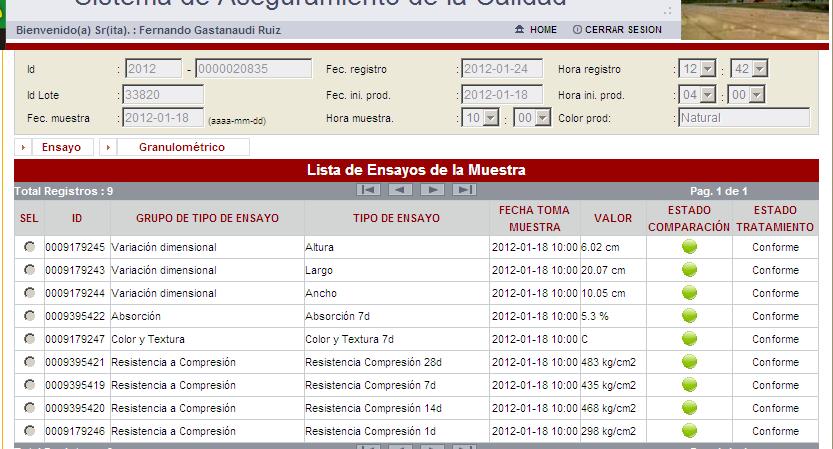 Sistema de Aseguramiento de la Calidad
Bienvenido(a) Sr(ita). : Fernando Gastanaudi Ruiz HOME CERRAR SESION
Id : 2012 - 0000020835 Fec. registro : 2012-01-24 Hora registro : 12 : 42
Id Lote : 33820 Fec. ini. prod. : 2012-01-18 Hora ini. prod. : 04 : 00
Fec. muestra : 2012-01-18 (aaaa-mm-dd) Hora muestra. : 10 : 00 Color prod: : Natural
Ensayo Granulométrico
Lista de Ensayos de la Muestra
Total Registros : 9 Pag. 1 de 1
SEL ID GRUPO DE TIPO DE ENSAYO TIPO DE ENSAYO FECHA TOMA MUESTRA VALOR ESTADO COMPARACIÓN ESTADO TRATAMIENTO
0009179245 Variación dimensional Altura 2012-01-18 10:00 6.02 cm Conforme
0009179243 Variación dimensional Largo 2012-01-18 10:00 20.07 cm Conforme
0009179244 Variación dimensional Ancho 2012-01-18 10:00 10.05 cm Conforme
0009395422 Absorción Absorción 7d 2012-01-18 10:00 5.3 % Conforme
0009179247 Color y Textura Color y Textura 7d 2012-01-18 10:00 C Conforme
0009395421 Resistencia a Compresión Resistencia Compresión 28d 2012-01-18 10:00 483 kg/cm2 Conforme
0009395419 Resistencia a Compresión Resistencia Compresión 7d 2012-01-18 10:00 435 kg/cm2 Conforme
0009395420 Resistencia a Compresión Resistencia Compresión 14d 2012-01-18 10:00 468 kg/cm2 Conforme
0009179246 Resistencia a Compresión Resistencia Compresión 1d 2012-01-18 10:00 298 kg/cm2 Conforme